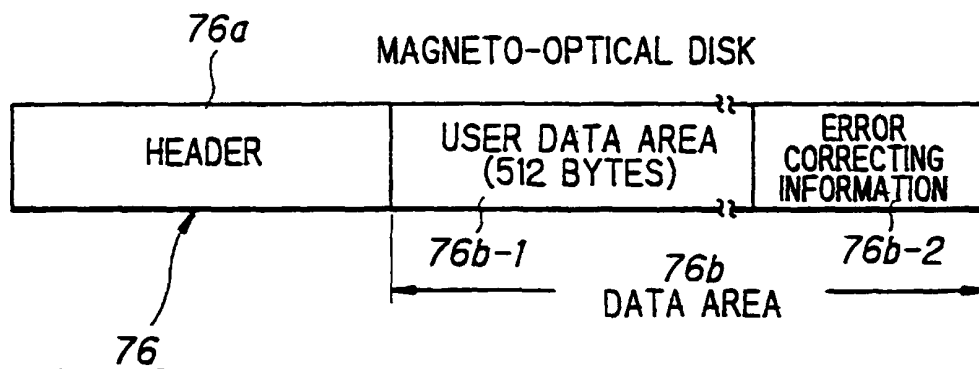 76a
MAGNETO-OPTICAL DISK
HEADER
USER DATA AREA
(512 BYTES)
ERROR
CORRECTING
INFORMATION
76b-1
76b
76b-2
DATA AREA
76